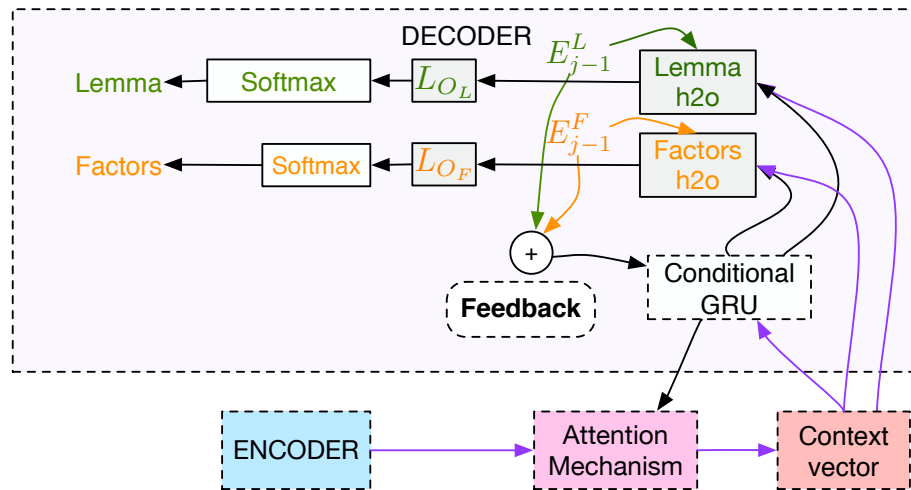 DECODER
Lemma
Softmax
L_{O_L}
E^L_{j-1}
Lemma
h2o
Factors
Softmax
L_{O_F}
E^F_{j-1}
Factors
h2o
+
Feedback
Conditional
GRU
ENCODER
Attention
Mechanism
Context
vector